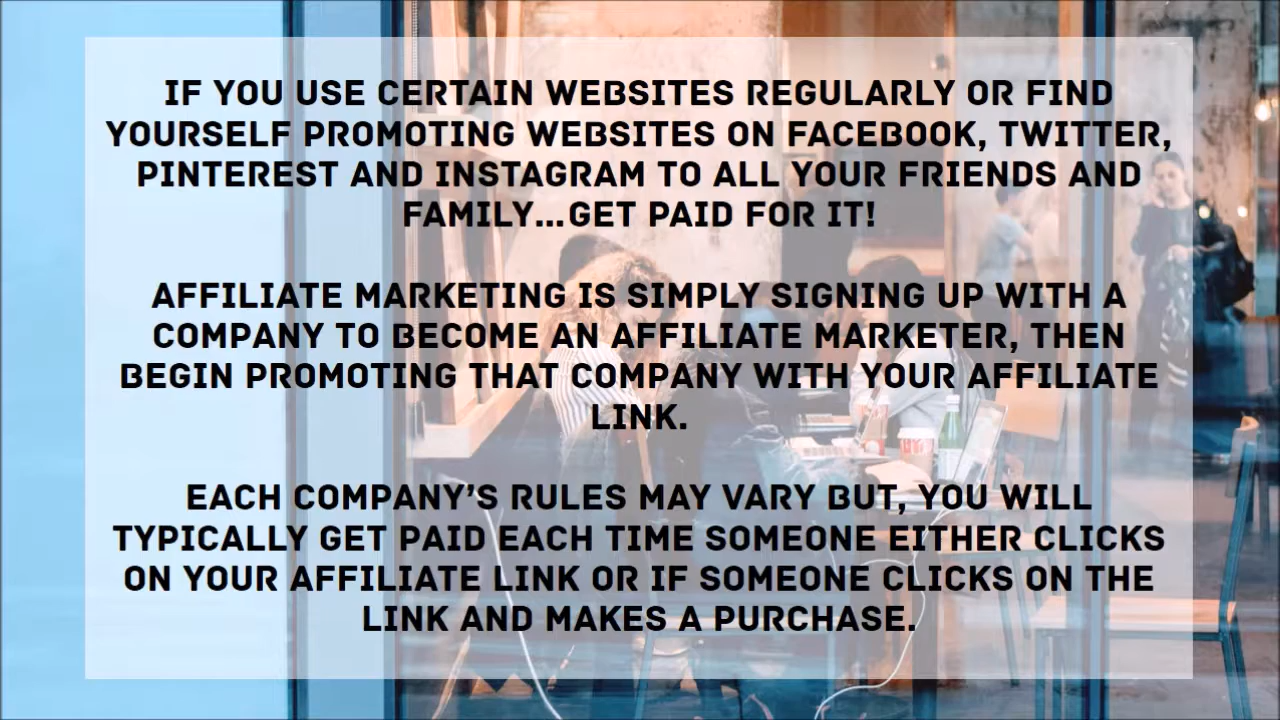 IF YOU USE CERTAIN WEBSITES REGULARLY OR FIND
YOURSELF PROMOTING WEBSITES ON FACEBOOK, TWITTER,
PINTEREST AND INSTAGRAM TO ALL YOUR FRIENDS AND
FAMILY...GET PAID FOR IT!
AFFILIATE MARKETING IS SIMPLY SIGNING UP WITH A
COMPANY TO BECOME AN AFFILIATE MARKETER, THEN
BEGIN PROMOTING THAT COMPANY WITH YOUR AFFILIATE
LINK.
EACH COMPANY'S RULES MAY VARY BUT, YOU WILL
TYPICALLY GET PAID EACH TIME SOMEONE EITHER CLICKS
ON YOUR AFFILIATE LINK OR IF SOMEONE CLICKS ON THE
LINK AND MAKES A PURCHASE.